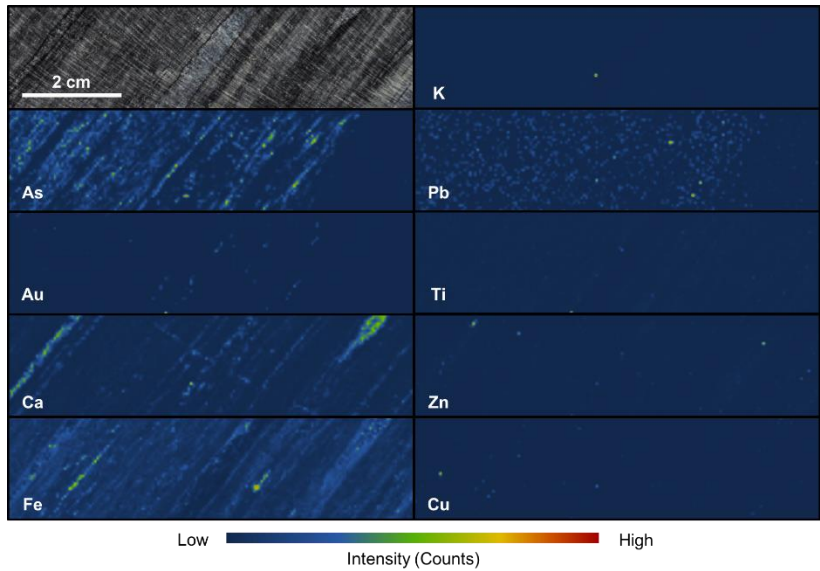 2 cm
K
As
Pb
Au
Ti
Ca
Zn
Fe
Cu
Low High
Intensity (Counts)